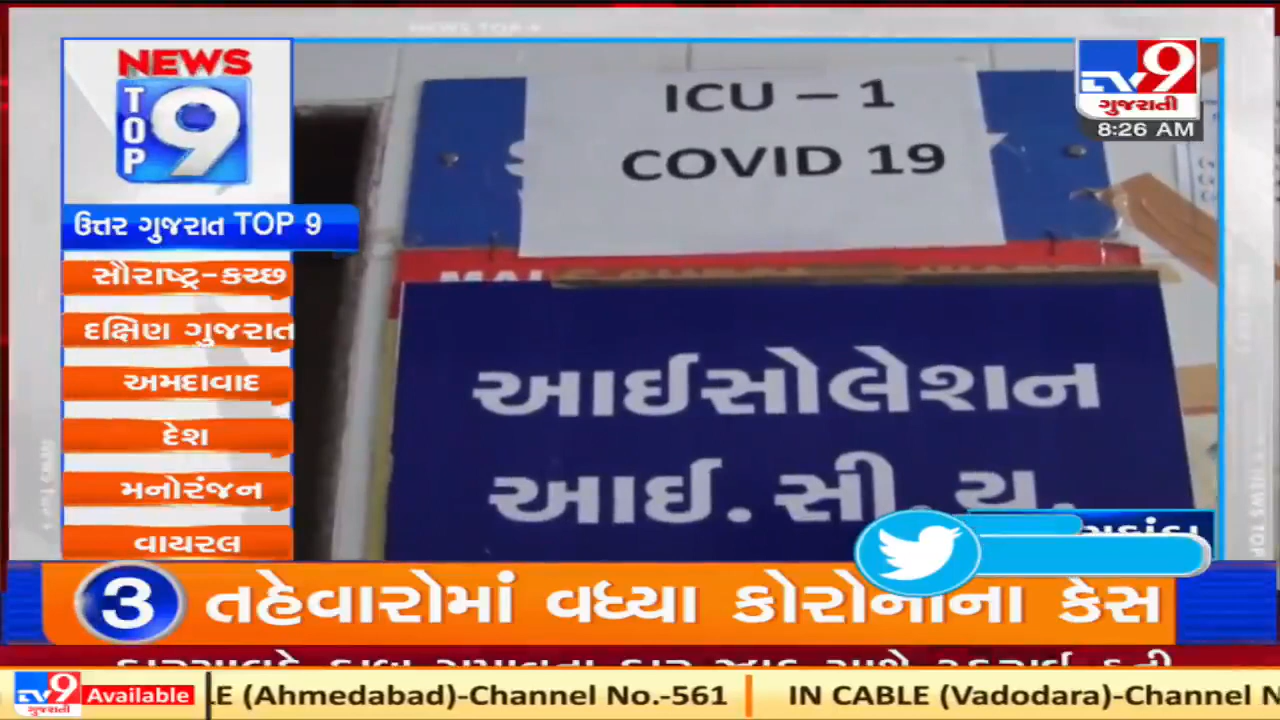 NEWS
TOP 9
ઉત્તર ગુજરાત TOP 9
સૌરાષ્ટ્ર-કચ્છ
દક્ષિણ ગુજરાત
અમદાવાદ
દેશ
મનોરંજન
વાયરલ
ICU – 1
COVID 19
આઈસોલેશન
આઈ.સી.યુ.
TV9
ગુજરાતી
8:26 AM
3 તહેવારોમાં વધ્યા કોરોનાના કેસ
TV9 ગુજરાતી Available LE (Ahmedabad)-Channel No.-561 | IN CABLE (Vadodara)-Channel